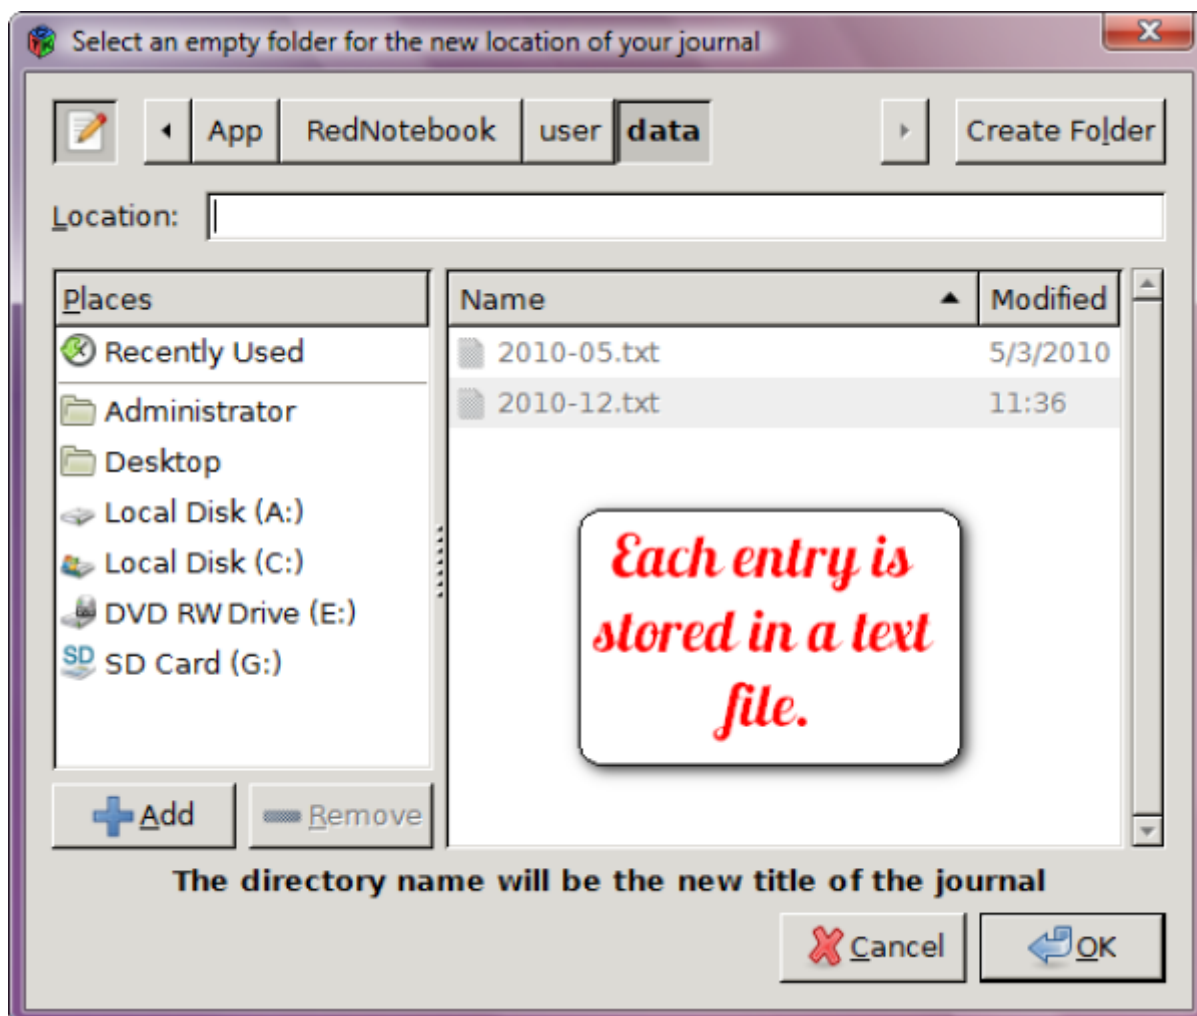 Select an empty folder for the new location of your journal
App RedNotebook user data Create Folder
Location:
Places
Recently Used
Administrator
Desktop
Local Disk (A:)
Local Disk (C:)
DVD RW Drive (E:)
SD SD Card (G:)
Name Modified
2010-05.txt 5/3/2010
2010-12.txt 11:36
Each entry is
stored in a text
file.
Add Remove
The directory name will be the new title of the journal
Cancel OK